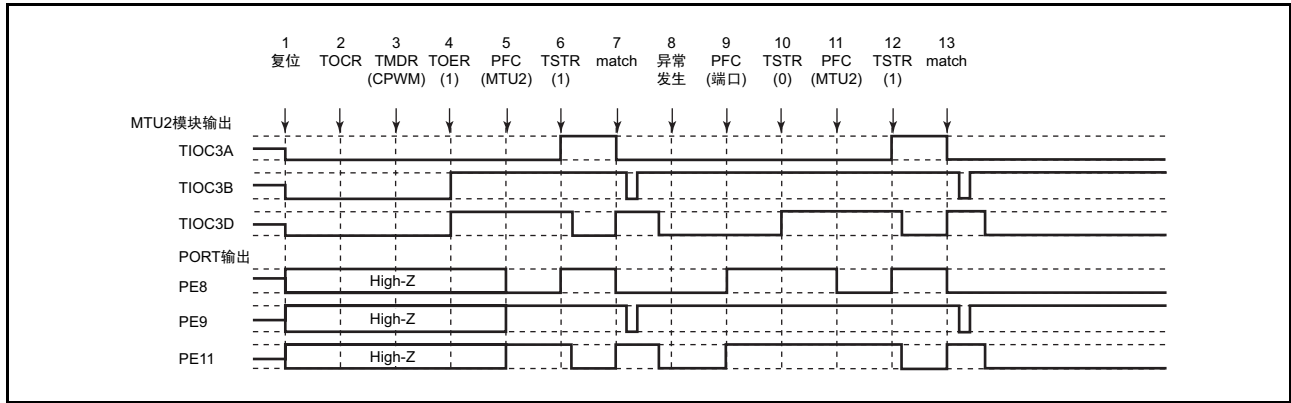 1 2 3 4 5 6 7 8 9 10 11 12 13
复位 TOCR TMDR TOER PFC TSTR match 异常 PFC TSTR PFC TSTR match
(CPWM) (1) (MTU2) (1) 发生 (端口) (0) (MTU2) (1)
MTU2模块输出
TIOC3A
TIOC3B
TIOC3D
PORT输出
PE8 High-Z
PE9 High-Z
PE11 High-Z